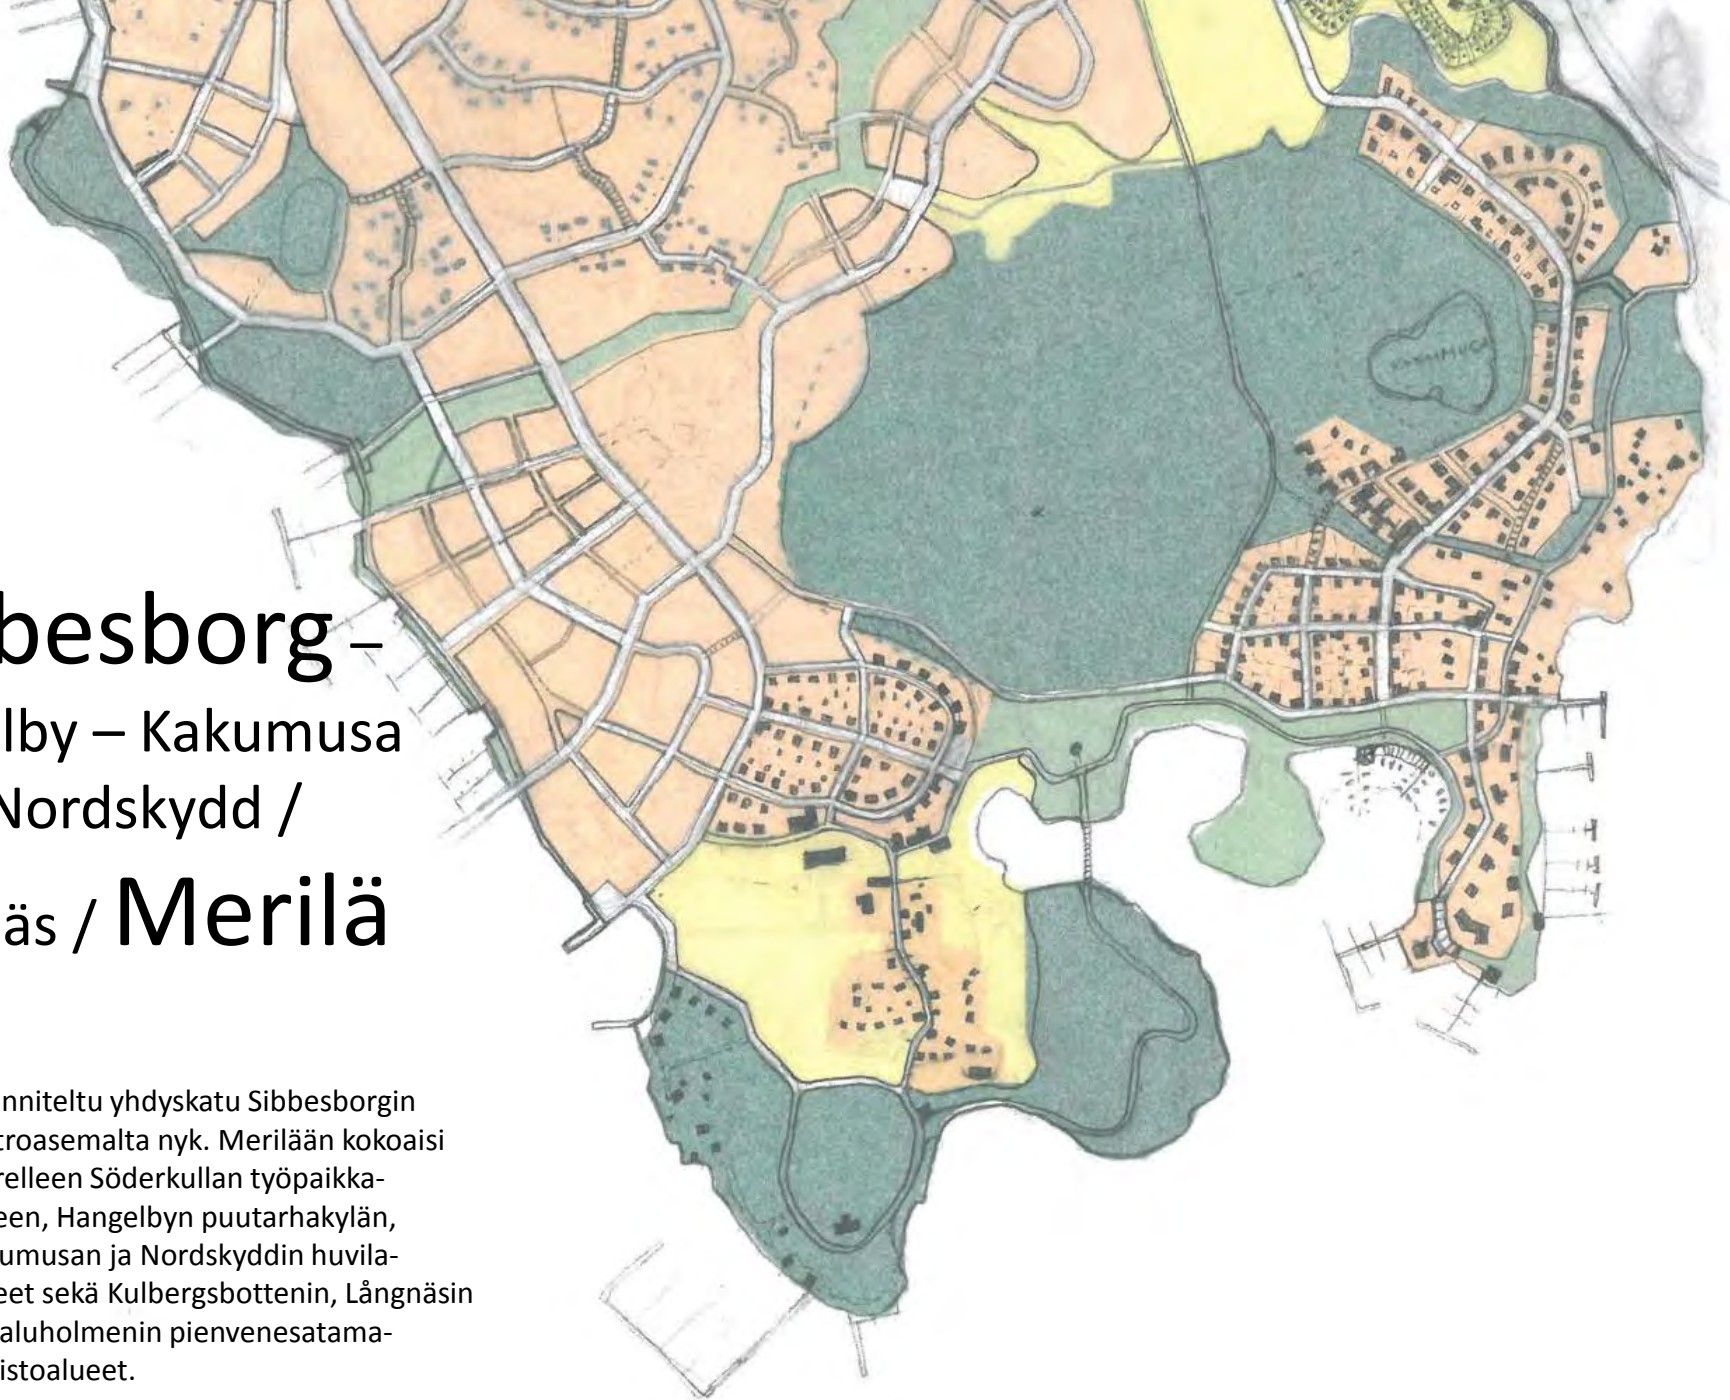 besborg –
lby – Kakumusa
Nordskydd /
äs / Merilä
nniteltu yhdyskatu Sibbesborgin
troasemalta nyk. Merilään kokoaisi
relleen Söderkullan työpaikka-
een, Hangelbyn puutarhakylän,
umusan ja Nordskyddin huvila-
eet sekä Kulbergsbottenin, Långnäsin
aluholmenin pienvenesatama-
istoalueet.
KAKUMUSA